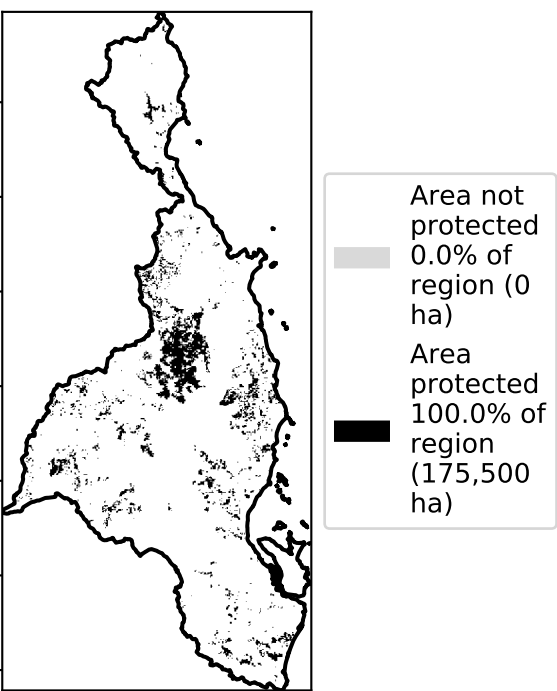 Area not
protected
0.0% of
region (0
ha)
Area
protected
100.0% of
region
(175,500
ha)